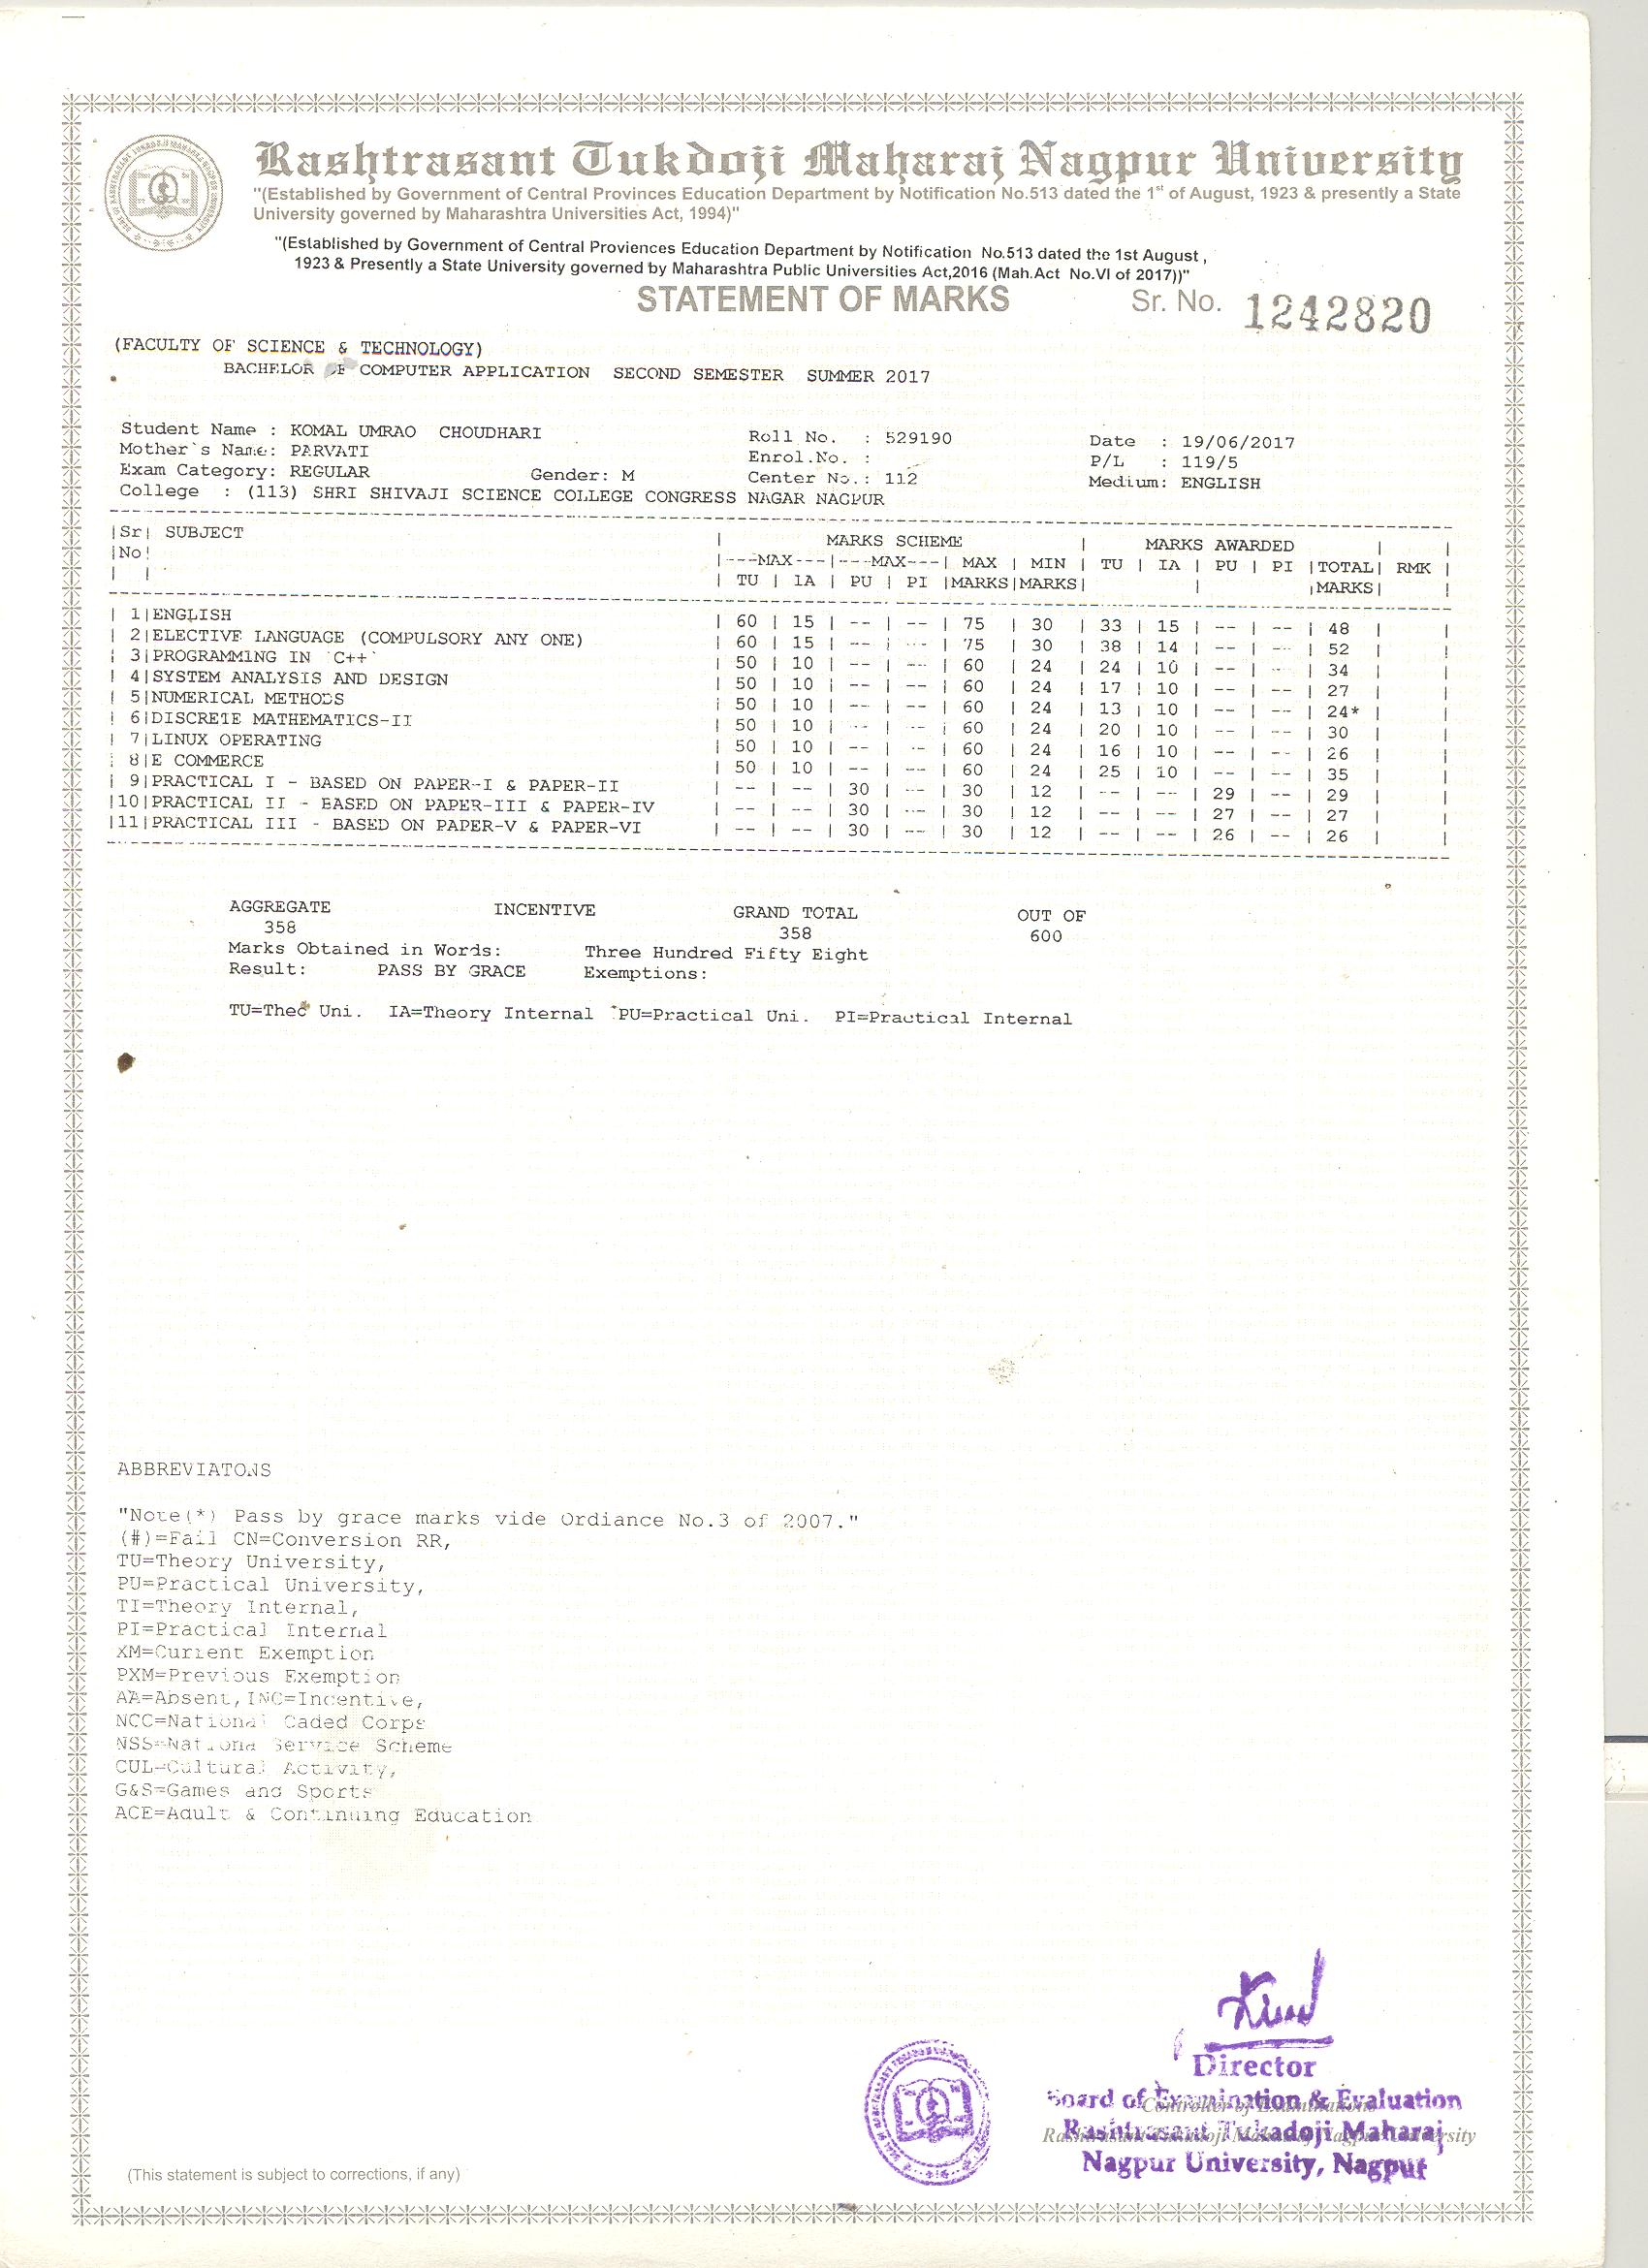 Rashtrasant Tukdoji Maharaj Nagpur University
"(Established by Government of Central Provinces Education Department by Notification No.513 dated the 1st of August, 1923 & presently a State
University governed by Maharashtra Universities Act, 1994)"
"(Established by Government of Central Proviences Education Department by Notification No.513 dated the 1st August ,
1923 & Presently a State University governed by Maharashtra Public Universities Act,2016 (Mah.Act No.VI of 2017))"
STATEMENT OF MARKS Sr. No. 1242820
(FACULTY OF SCIENCE & TECHNOLOGY)
BACHELOR OF COMPUTER APPLICATION SECOND SEMESTER SUMMER 2017
Student Name : KOMAL UMRAO CHOUDHARI Roll No. : 529190 Date : 19/06/2017
Mother`s Name: PARVATI Enrol.No. : P/L : 119/5
Exam Category: REGULAR Gender: M Center No.: 112 Medium: ENGLISH
College : (113) SHRI SHIVAJI SCIENCE COLLEGE CONGRESS NAGAR NAGPUR
|Sr| SUBJECT | MARKS SCHEME | MARKS AWARDED | |
|No| |---MAX---|---MAX---| MAX | MIN | TU | IA | PU | PI |TOTAL| RMK |
| | | TU | IA | PU | PI |MARKS|MARKS| | |MARKS| |
| 1|ENGLISH | 60 | 15 | -- | -- | 75 | 30 | 33 | 15 | -- | -- | 48 | |
| 2|ELECTIVE LANGUAGE (COMPULSORY ANY ONE) | 60 | 15 | -- | -- | 75 | 30 | 38 | 14 | -- | -- | 52 | |
| 3|PROGRAMMING IN `C++` | 50 | 10 | -- | -- | 60 | 24 | 24 | 10 | -- | -- | 34 | |
| 4|SYSTEM ANALYSIS AND DESIGN | 50 | 10 | -- | -- | 60 | 24 | 17 | 10 | -- | -- | 27 | |
| 5|NUMERICAL METHODS | 50 | 10 | -- | -- | 60 | 24 | 13 | 10 | -- | -- | 24* | |
| 6|DISCRETE MATHEMATICS-II | 50 | 10 | -- | -- | 60 | 24 | 20 | 10 | -- | -- | 30 | |
| 7|LINUX OPERATING | 50 | 10 | -- | -- | 60 | 24 | 16 | 10 | -- | -- | 26 | |
| 8|E COMMERCE | 50 | 10 | -- | -- | 60 | 24 | 25 | 10 | -- | -- | 35 | |
| 9|PRACTICAL I - BASED ON PAPER-I & PAPER-II | -- | -- | 30 | -- | 30 | 12 | -- | -- | 29 | -- | 29 | |
|10|PRACTICAL II - BASED ON PAPER-III & PAPER-IV | -- | -- | 30 | -- | 30 | 12 | -- | -- | 27 | -- | 27 | |
|11|PRACTICAL III - BASED ON PAPER-V & PAPER-VI | -- | -- | 30 | -- | 30 | 12 | -- | -- | 26 | -- | 26 | |
AGGREGATE INCENTIVE GRAND TOTAL OUT OF
358 358 600
Marks Obtained in Words: Three Hundred Fifty Eight
Result: PASS BY GRACE Exemptions:
TU=Theo Uni. IA=Theory Internal PU=Practical Uni. PI=Practical Internal
ABBREVIATONS
"Note(*) Pass by grace marks vide Ordiance No.3 of 2007."
(#)=Fail CN=Conversion RR,
TU=Theory University,
PU=Practical University,
TI=Theory Internal,
PI=Practical Internal
XM=Current Exemption
PXM=Previous Exemption
AA=Absent,INC=Incentive,
NCC=National Caded Corps
NSS=National Service Scheme
CUL=Cultural Activity,
G&S=Games and Sports
ACE=Adult & Continuing Education
Director
Board of Examination & Evaluation
Controller of Examinations
Rashtrasant Tukadoji Maharaj
Rashtrasant Tukdoji Maharaj Nagpur University
Nagpur University, Nagpur
(This statement is subject to corrections, if any)